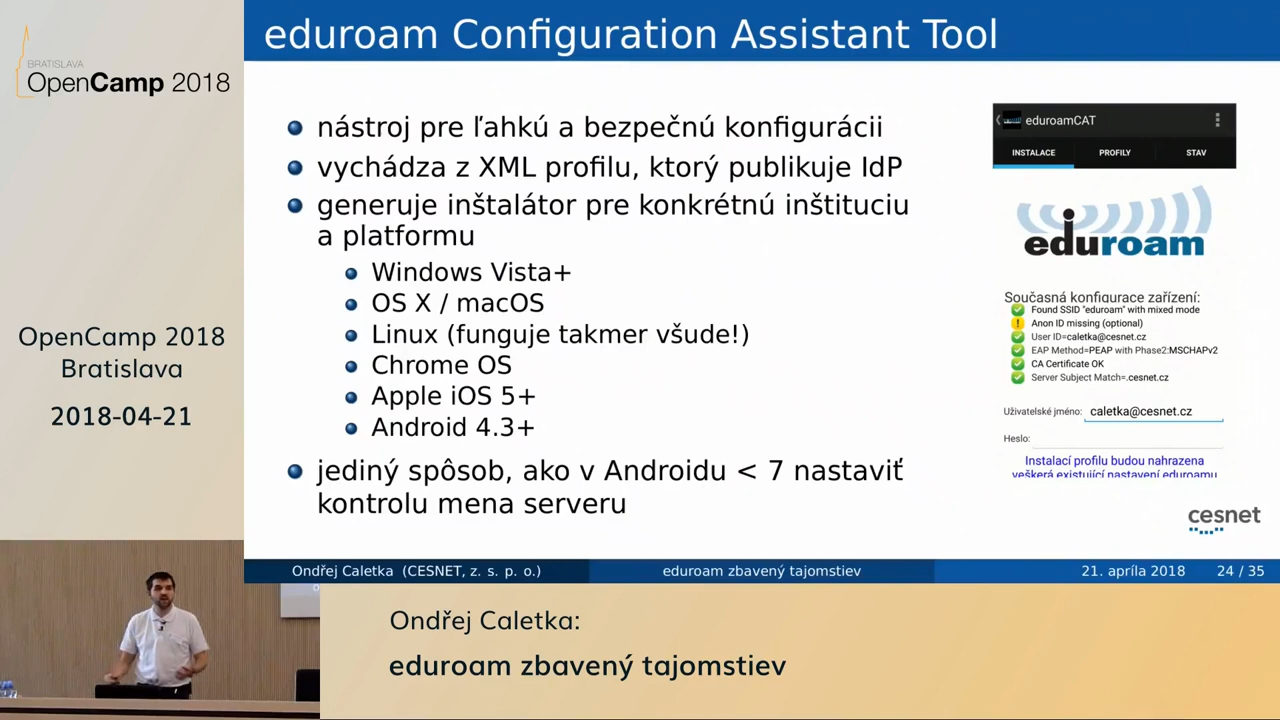 BRATISLAVA
OpenCamp 2018
OpenCamp 2018
Bratislava
2018-04-21
eduroam Configuration Assistant Tool
nástroj pre ľahkú a bezpečnú konfigurácii
vychádza z XML profilu, ktorý publikuje IdP
generuje inštalátor pre konkrétnú inštituciu
a platformu
Windows Vista+
OS X / macOS
Linux (funguje takmer všude!)
Chrome OS
Apple iOS 5+
Android 4.3+
jediný spôsob, ako v Androidu < 7 nastaviť
kontrolu mena serveru
eduroamCAT
INSTALACE PROFILY STAV
eduroam
Současná konfigurace zařízení:
Found SSID "eduroam" with mixed mode
Anon ID missing (optional)
User ID=caletka@cesnet.cz
EAP Method=PEAP with Phase2:MSCHAPv2
CA Certificate OK
Server Subject Match=.cesnet.cz
Uživatelské jméno: caletka@cesnet.cz
Heslo:
Instalací profilu budou nahrazena
veškerá existující nastavení eduroamu
cesnet
Ondřej Caletka (CESNET, z. s. p. o.) eduroam zbavený tajomstiev 21. apríla 2018 24 / 35
Ondřej Caletka:
eduroam zbavený tajomstiev